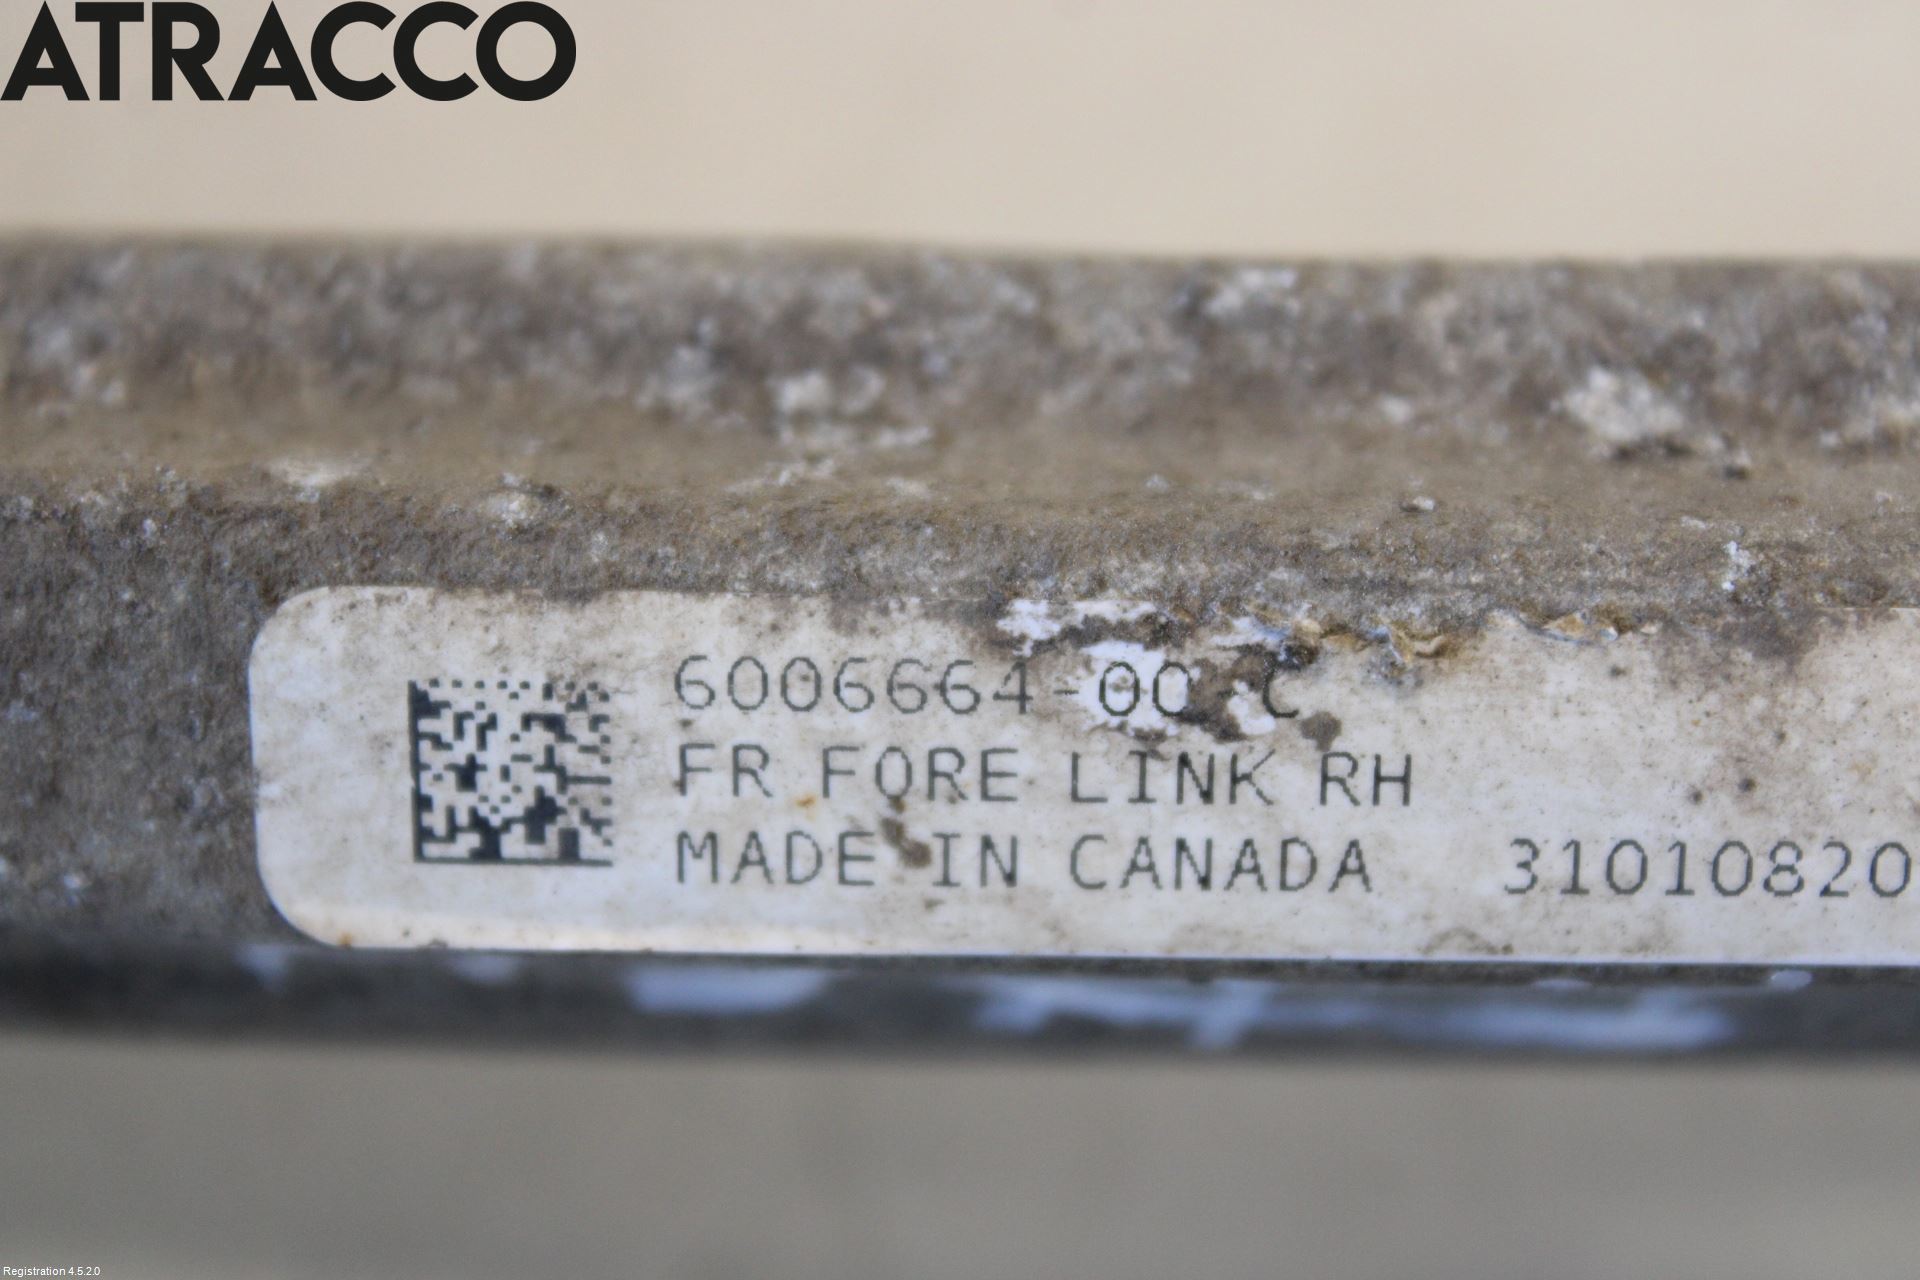 ATRACCO
6006664-00-C
FR FORE LINK RH
MADE IN CANADA 31010820
Registration 4.5.2.0